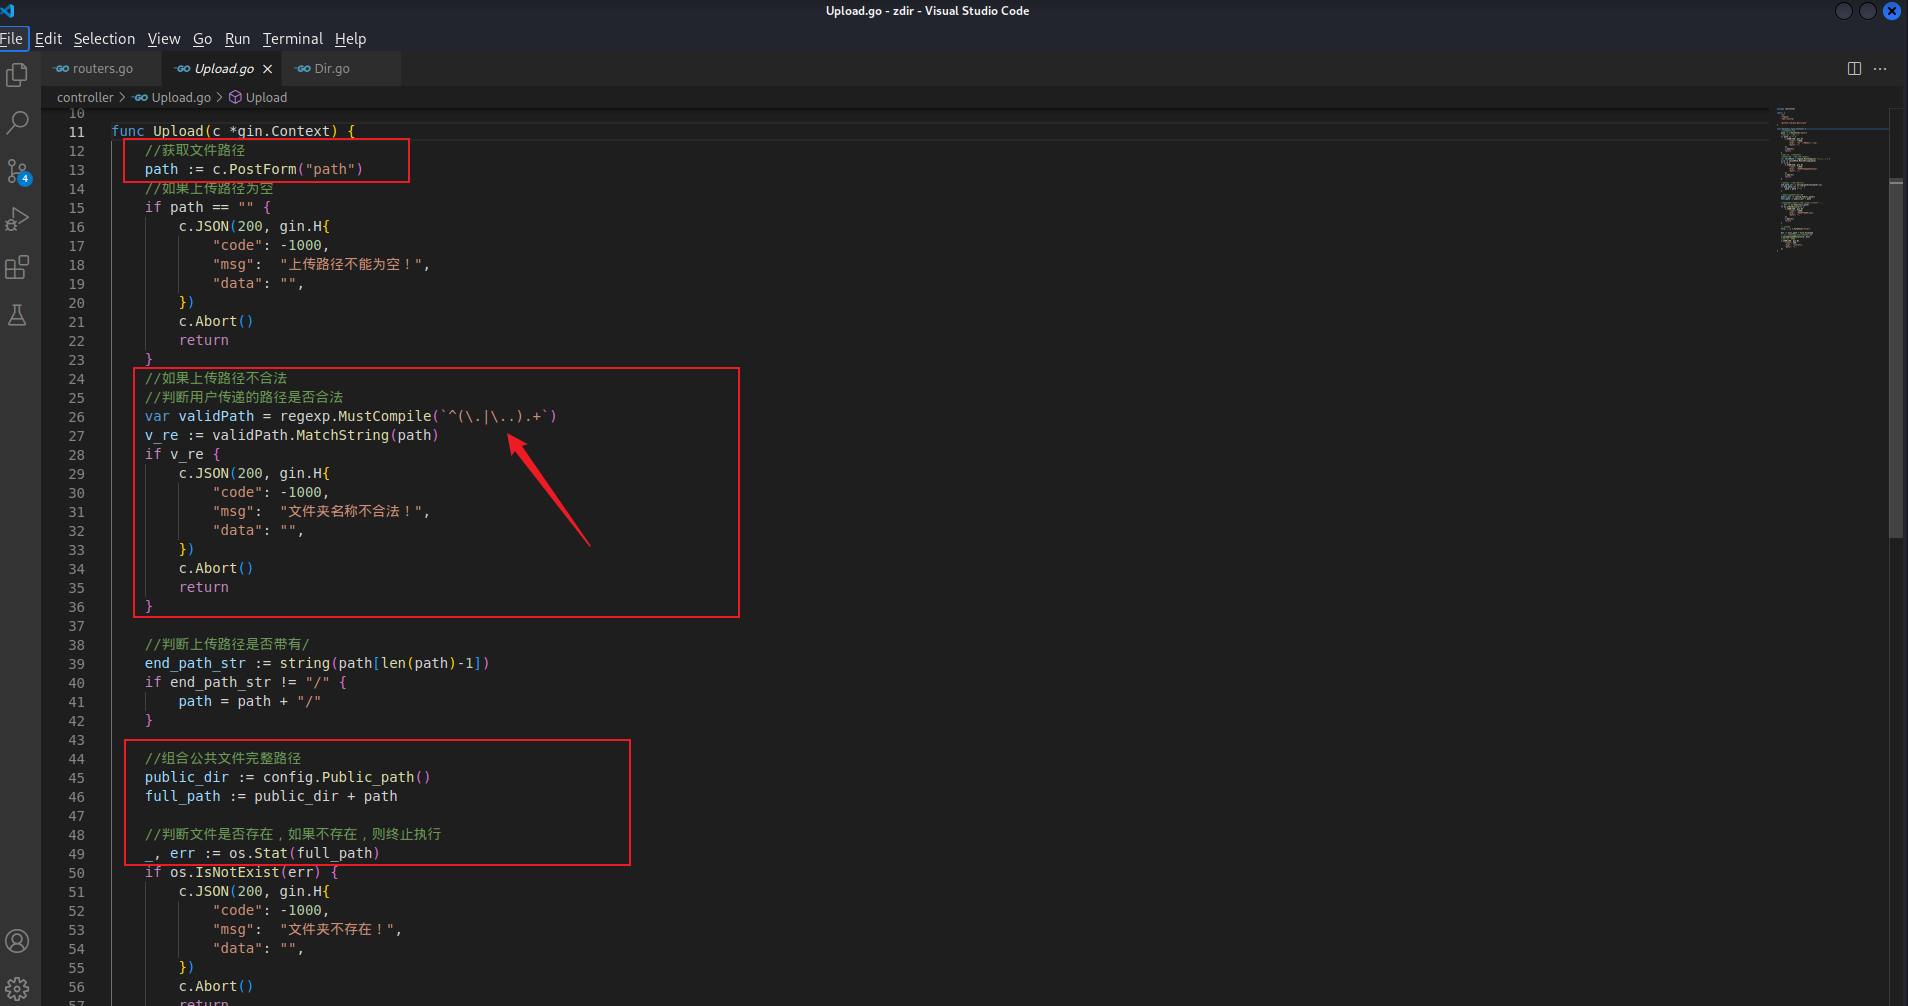 Upload.go - zdir - Visual Studio Code
File Edit Selection View Go Run Terminal Help
routers.go Upload.go Dir.go
controller > Upload.go > Upload
10
11 func Upload(c *gin.Context) {
12 //获取文件路径
13 path := c.PostForm("path")
14 //如果上传路径为空
15 if path == "" {
16 c.JSON(200, gin.H{
17 "code": -1000,
18 "msg":  "上传路径不能为空！",
19 "data": "",
20 })
21 c.Abort()
22 return
23 }
24 //如果上传路径不合法
25 //判断用户传递的路径是否合法
26 var validPath = regexp.MustCompile(`^(\.|\..).+`)
27 v_re := validPath.MatchString(path)
28 if v_re {
29 c.JSON(200, gin.H{
30 "code": -1000,
31 "msg":  "文件夹名称不合法！",
32 "data": "",
33 })
34 c.Abort()
35 return
36 }
37
38 //判断上传路径是否带有/
39 end_path_str := string(path[len(path)-1])
40 if end_path_str != "/" {
41 path = path + "/"
42 }
43
44 //组合公共文件完整路径
45 public_dir := config.Public_path()
46 full_path := public_dir + path
47
48 //判断文件是否存在，如果不存在，则终止执行
49 _, err := os.Stat(full_path)
50 if os.IsNotExist(err) {
51 c.JSON(200, gin.H{
52 "code": -1000,
53 "msg":  "文件夹不存在！",
54 "data": "",
55 })
56 c.Abort()
57 return
4